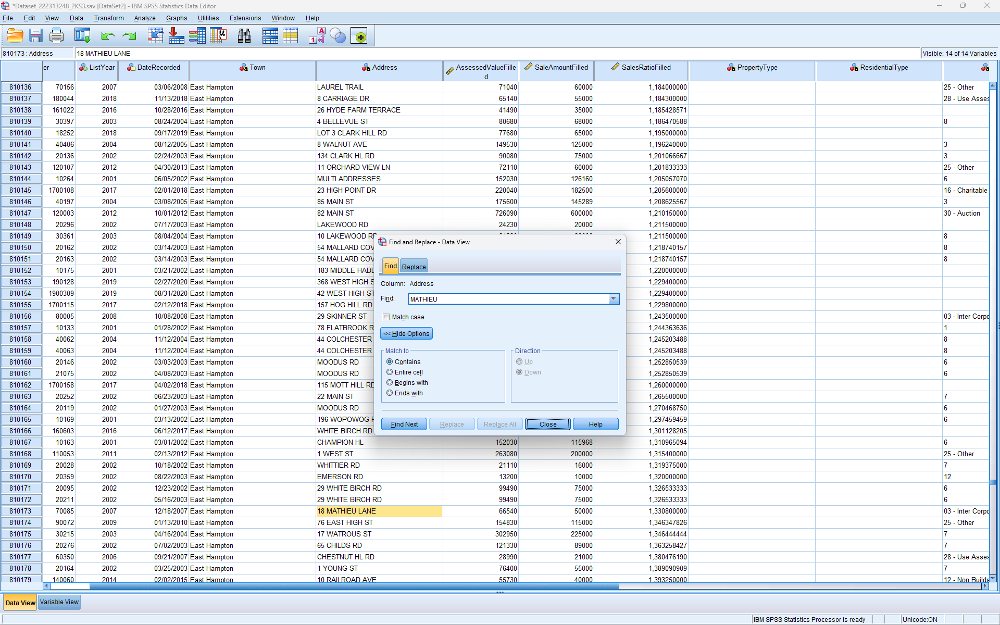 *Dataset_222313248_2KS3.sav [DataSet2] - IBM SPSS Statistics Data Editor
File Edit View Data Transform Analyze Graphs Utilities Extensions Window Help
810173 : Address 18 MATHIEU LANE Visible: 14 of 14 Variables
er ListYear DateRecorded Town Address AssessedValueFilled SaleAmountFilled SalesRatioFilled PropertyType ResidentialType
810136 70156 2007 03/06/2008 East Hampton LAUREL TRAIL 71040 60000 1,184000000 25 - Other
810137 180044 2018 11/13/2018 East Hampton 8 CARRIAGE DR 65140 55000 1,184300000 28 - Use Asses
810138 161022 2016 10/28/2016 East Hampton 26 HYDE FARM TERRACE 41490 35000 1,185428571
810139 30397 2003 08/24/2004 East Hampton 4 BELLEVUE ST 80680 68000 1,186470588 8
810140 18252 2018 09/17/2019 East Hampton LOT 3 CLARK HILL RD 77680 65000 1,195000000
810141 40406 2004 08/12/2005 East Hampton 8 WALNUT AVE 149530 125000 1,196240000 3
810142 20136 2002 02/24/2003 East Hampton 134 CLARK HL RD 90080 75000 1,201066667 3
810143 120107 2012 04/30/2013 East Hampton 11 ORCHARD VIEW LN 72110 60000 1,201833333 25 - Other
810144 10264 2001 06/05/2002 East Hampton MULTI ADDRESSES 152030 126160 1,205057070 6
810145 1700108 2017 02/01/2018 East Hampton 23 HIGH POINT DR 220040 182500 1,205600000 16 - Charitable
810146 40197 2004 03/08/2005 East Hampton 85 MAIN ST 175600 145289 1,208625567 3
810147 120003 2012 10/01/2012 East Hampton 82 MAIN ST 726090 600000 1,210150000 30 - Auction
810148 20296 2002 07/17/2003 East Hampton LAKEWOOD RD 24230 20000 1,211500000
810149 30361 2003 08/04/2004 East Hampton 10 LAKEWOOD RD 1,211500000 8
810150 20162 2002 03/14/2003 East Hampton 54 MALLARD COV 1,218740157 8
810151 20163 2002 03/14/2003 East Hampton 54 MALLARD COV 1,218740157 8
810152 10175 2001 03/21/2002 East Hampton 183 MIDDLE HADD 1,220000000
810153 190128 2019 02/27/2020 East Hampton 368 WEST HIGH S 1,229400000
810154 1900309 2019 08/31/2020 East Hampton 42 WEST HIGH ST 1,229400000
810155 1700115 2017 02/12/2018 East Hampton 157 HOG HILL RD 1,229800000
810156 80005 2008 10/08/2008 East Hampton 29 SKINNER ST 1,243500000 03 - Inter Corpo
810157 10133 2001 01/28/2002 East Hampton 78 FLATBROOK R 1,244363636 1
810158 40062 2004 11/12/2004 East Hampton 44 COLCHESTER 1,245203488 8
810159 40063 2004 11/12/2004 East Hampton 44 COLCHESTER 1,245203488 8
810160 20146 2002 03/03/2003 East Hampton MOODUS RD 1,252850539 6
810161 21075 2002 04/08/2003 East Hampton MOODUS RD 1,252850539 6
810162 1700158 2017 04/02/2018 East Hampton 115 MOTT HILL RD 1,260000000
810163 20252 2002 06/23/2003 East Hampton 22 MAIN ST 1,265500000 7
810164 20119 2002 01/27/2003 East Hampton MOODUS RD 1,270468750 6
810165 10169 2001 03/13/2002 East Hampton 196 WOPOWOG R 1,297459459 6
810166 160603 2016 06/12/2017 East Hampton WHITE BIRCH RD 1,301128205
810167 10163 2001 03/01/2002 East Hampton CHAMPION HL 152030 115968 1,310965094 6
810168 110053 2011 02/13/2012 East Hampton 1 WEST ST 263080 200000 1,315400000 25 - Other
810169 20028 2002 10/18/2002 East Hampton WHITTIER RD 21110 16000 1,319375000 7
810170 20359 2002 08/22/2003 East Hampton EMERSON RD 13200 10000 1,320000000 12
810171 20095 2002 12/23/2002 East Hampton 29 WHITE BIRCH RD 99490 75000 1,326533333 6
810172 20211 2002 05/16/2003 East Hampton 29 WHITE BIRCH RD 99490 75000 1,326533333 6
810173 70085 2007 12/18/2007 East Hampton 18 MATHIEU LANE 66540 50000 1,330800000 03 - Inter Corpo
810174 90072 2009 01/13/2010 East Hampton 76 EAST HIGH ST 154830 115000 1,346347826 25 - Other
810175 30215 2003 04/16/2004 East Hampton 17 WATROUS ST 302950 225000 1,346444444 7
810176 20276 2002 07/02/2003 East Hampton 65 CHILDS RD 121330 89000 1,363258427 7
810177 60350 2006 09/21/2007 East Hampton CHESTNUT HL RD 28990 21000 1,380476190 28 - Use Asses
810178 20164 2002 03/25/2003 East Hampton 1 YOUNG ST 76400 55000 1,389090909 7
810179 140060 2014 02/02/2015 East Hampton 10 RAILROAD AVE 55730 40000 1,393250000 12 - Non Builda
Find and Replace - Data View
Find Replace
Column: Address
Find: MATHIEU
Match case
<< Hide Options
Match to Direction
Contains Up
Entire cell Down
Begins with
Ends with
Find Next Replace Replace All Close Help
Data View Variable View
IBM SPSS Statistics Processor is ready Unicode:ON